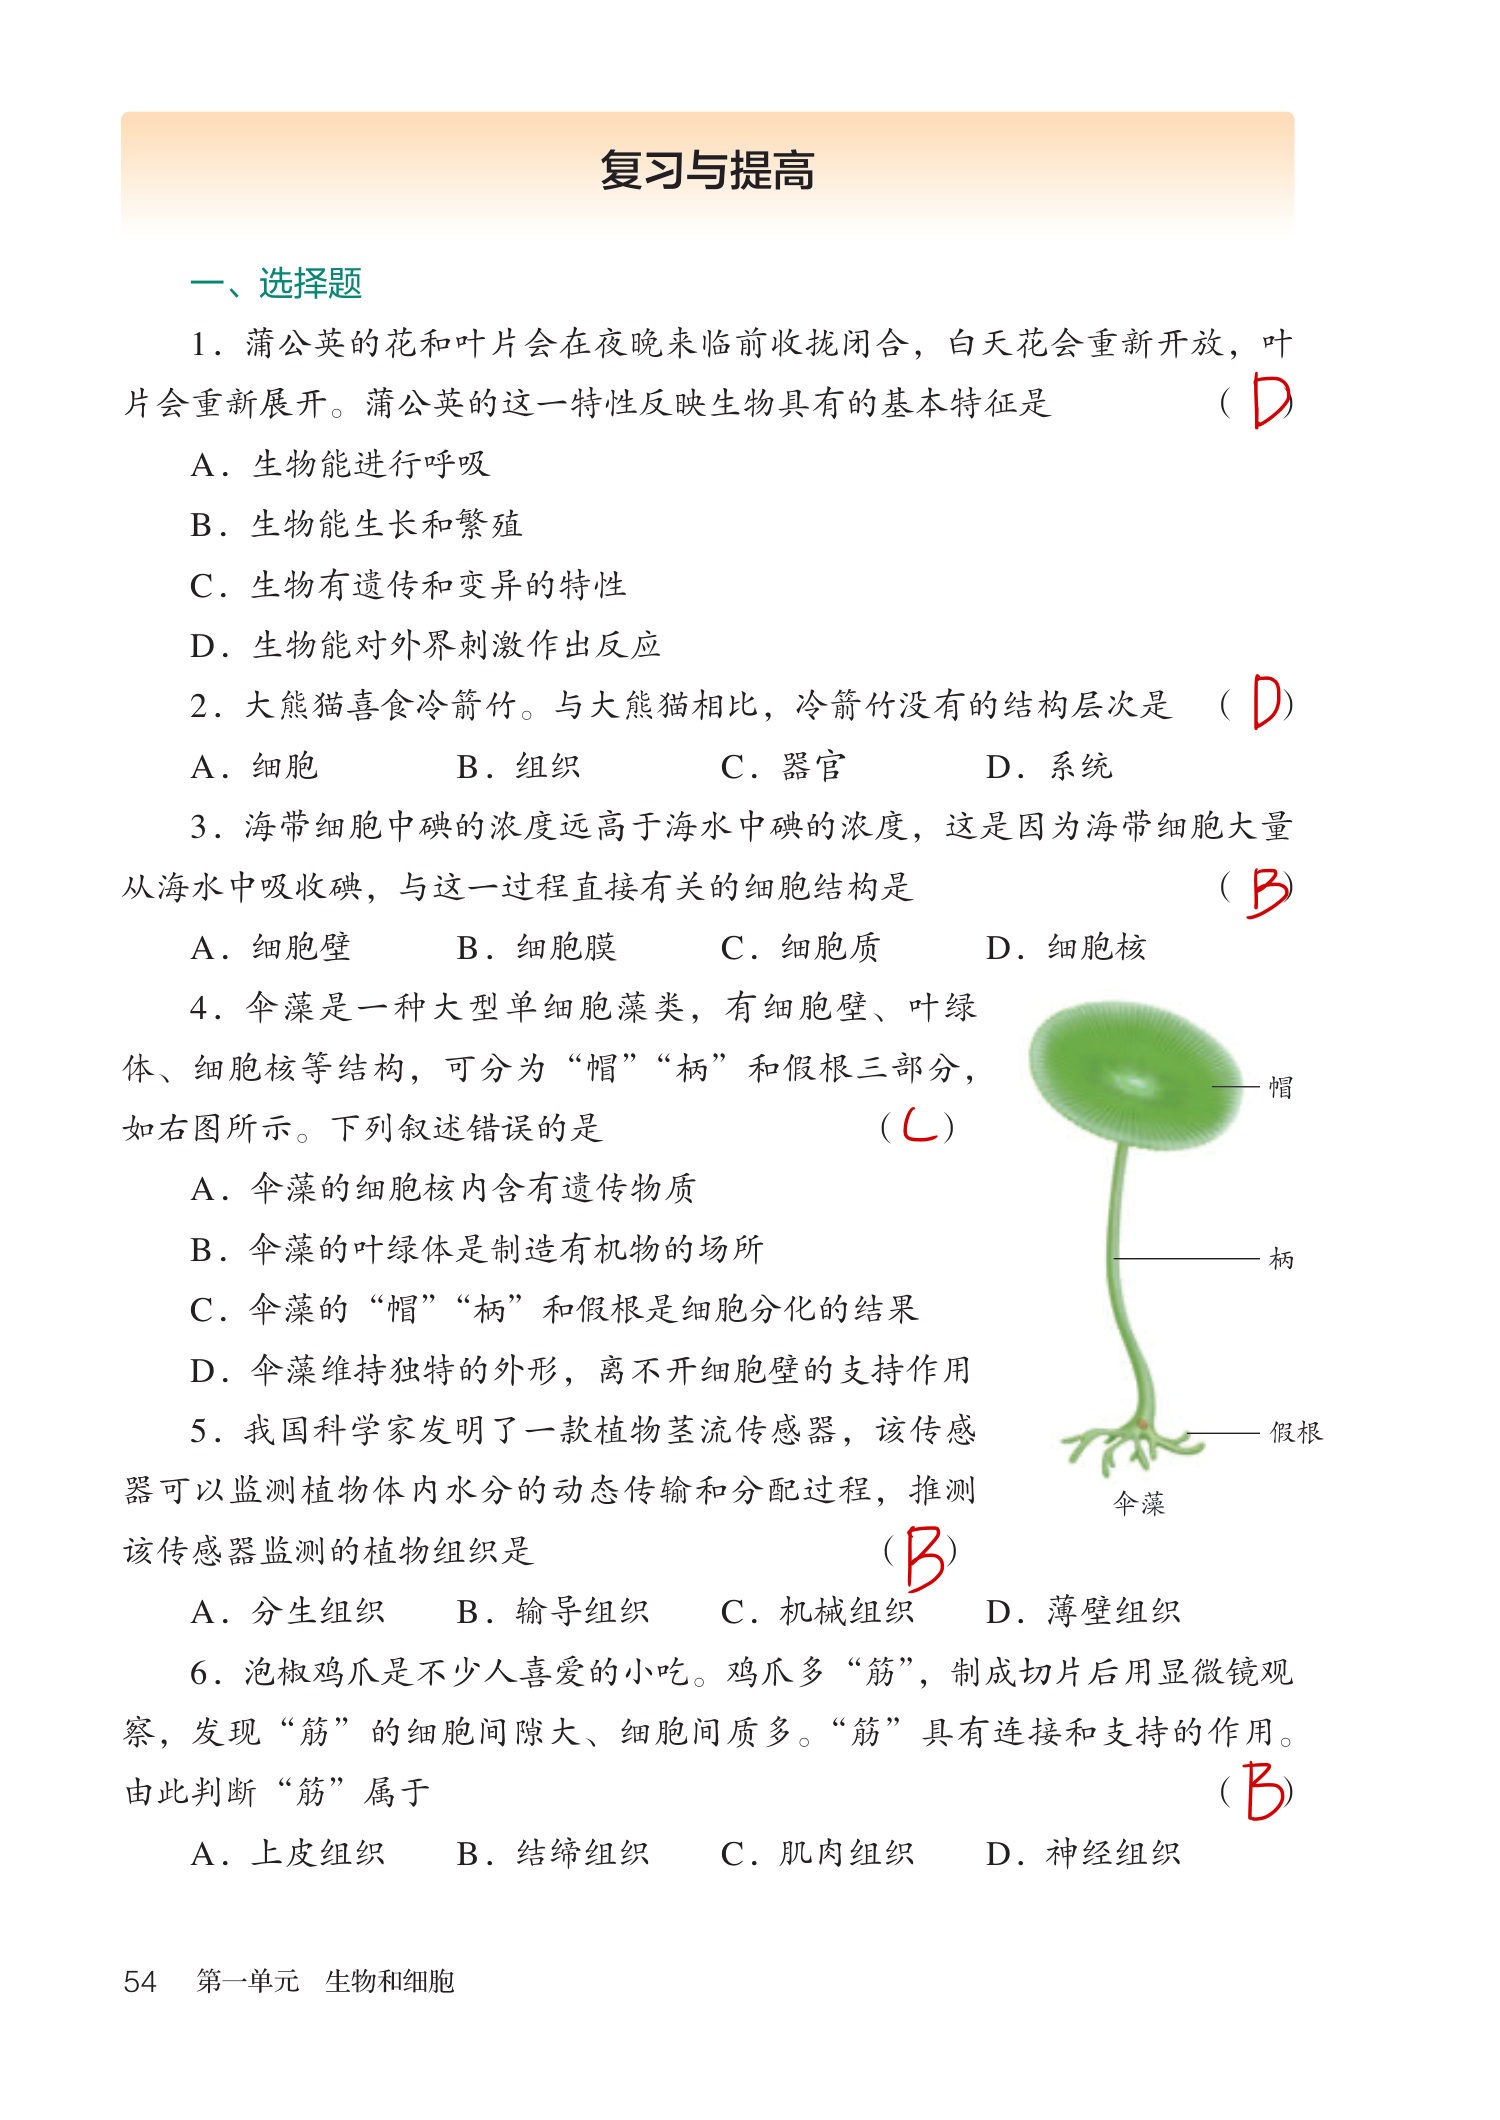 复习与提高
一、选择题
1. 蒲公英的花和叶片会在夜晚来临前收拢闭合，白天花会重新开放，叶
片会重新展开。蒲公英的这一特性反映生物具有的基本特征是 （ D ）
A. 生物能进行呼吸
B. 生物能生长和繁殖
C. 生物有遗传和变异的特性
D. 生物能对外界刺激作出反应
2. 大熊猫喜食冷箭竹。与大熊猫相比，冷箭竹没有的结构层次是 （ D ）
A. 细胞 B. 组织 C. 器官 D. 系统
3. 海带细胞中碘的浓度远高于海水中碘的浓度，这是因为海带细胞大量
从海水中吸收碘，与这一过程直接有关的细胞结构是 （ B ）
A. 细胞壁 B. 细胞膜 C. 细胞质 D. 细胞核
4. 伞藻是一种大型单细胞藻类，有细胞壁、叶绿
体、细胞核等结构，可分为“帽”“柄”和假根三部分，
如右图所示。下列叙述错误的是 （ C ）
A. 伞藻的细胞核内含有遗传物质
B. 伞藻的叶绿体是制造有机物的场所
C. 伞藻的“帽”“柄”和假根是细胞分化的结果
D. 伞藻维持独特的外形，离不开细胞壁的支持作用
帽
柄
假根
伞藻
5. 我国科学家发明了一款植物茎流传感器，该传感
器可以监测植物体内水分的动态传输和分配过程，推测
该传感器监测的植物组织是 （ B ）
A. 分生组织 B. 输导组织 C. 机械组织 D. 薄壁组织
6. 泡椒鸡爪是不少人喜爱的小吃。鸡爪多“筋”，制成切片后用显微镜观
察，发现“筋”的细胞间隙大、细胞间质多。“筋”具有连接和支持的作用。
由此判断“筋”属于 （ B ）
A. 上皮组织 B. 结缔组织 C. 肌肉组织 D. 神经组织
54 第一单元 生物和细胞